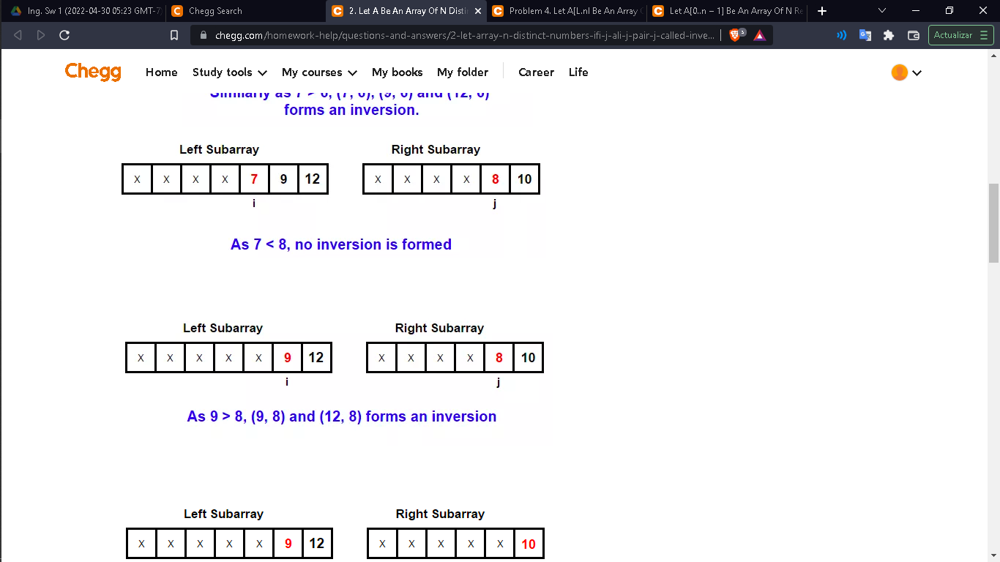 Ing. Sw 1 (2022-04-30 05:23 GMT-7)
Chegg Search
2. Let A Be An Array Of N Distin
Problem 4. Let A[L.nl Be An Array
Let A[0..n – 1] Be An Array Of N Re
chegg.com/homework-help/questions-and-answers/2-let-array-n-distinct-numbers-ifi-j-ali-j-pair-j-called-inve...
Actualizar
Chegg
Home
Study tools
My courses
My books
My folder
Career
Life
Similarly as 7 > 6, (7, 6), (9, 6) and (12, 6)
forms an inversion.
Left Subarray
Right Subarray
X X X X 7 9 12
X X X X 8 10
i
j
As 7 < 8, no inversion is formed
Left Subarray
Right Subarray
X X X X X 9 12
X X X X 8 10
i
j
As 9 > 8, (9, 8) and (12, 8) forms an inversion
Left Subarray
Right Subarray
X X X X X 9 12
X X X X X 10